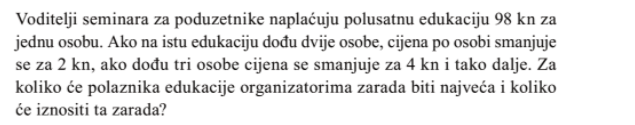 Voditelji seminara za poduzetnike naplaćuju polusatnu edukaciju 98 kn za
jednu osobu. Ako na istu edukaciju dođu dvije osobe, cijena po osobi smanjuje
se za 2 kn, ako dođu tri osobe cijena se smanjuje za 4 kn i tako dalje. Za
koliko će polaznika edukacije organizatorima zarada biti najveća i koliko
će iznositi ta zarada?